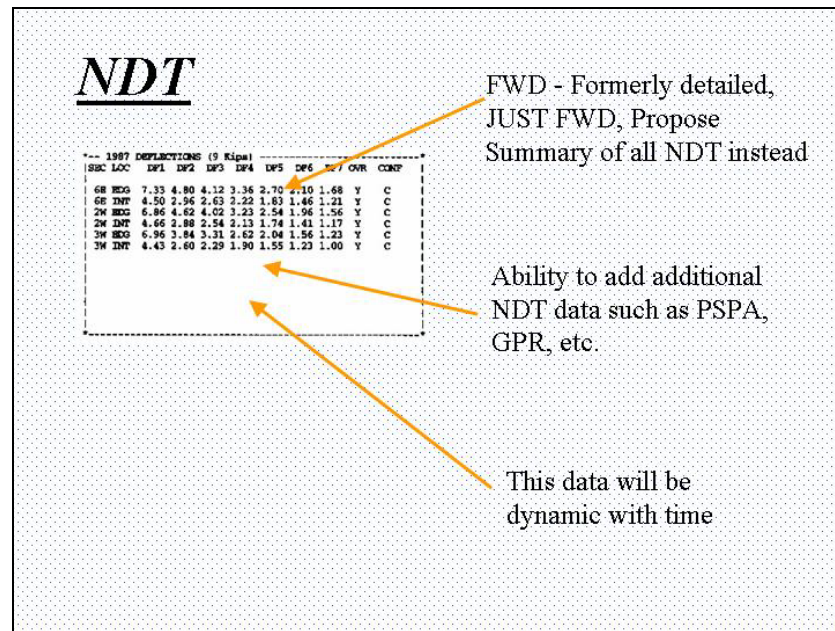 NDT
FWD - Formerly detailed,
JUST FWD, Propose
Summary of all NDT instead
-- 1987 DEFLECTIONS (9 Kips)
SEC LOC DF1 DF2 DF3 DF4 DF5 DF6 DF7 OVR CONF
6E EDG 7.33 4.80 4.12 3.36 2.70 2.10 1.68 Y C
6E INT 4.50 2.96 2.63 2.22 1.83 1.46 1.21 Y C
2W EDG 6.86 4.62 4.02 3.23 2.54 1.96 1.56 Y C
2W INT 4.66 2.88 2.54 2.13 1.74 1.41 1.17 Y C
3W EDG 6.96 3.84 3.31 2.62 2.04 1.56 1.23 Y C
3W INT 4.43 2.60 2.29 1.90 1.55 1.23 1.00 Y C
Ability to add additional
NDT data such as PSPA,
GPR, etc.
This data will be
dynamic with time